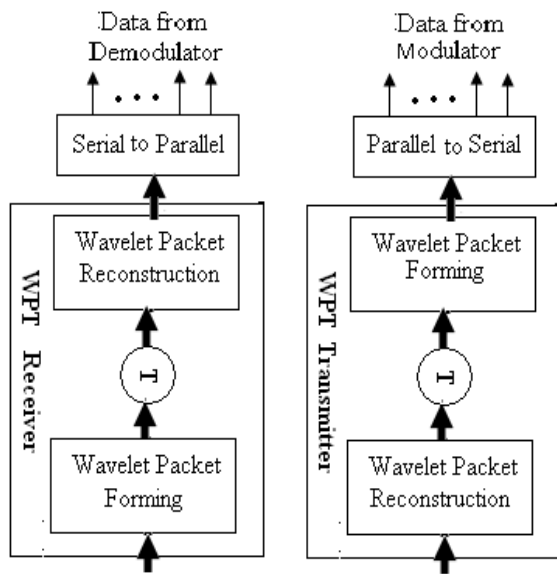 Data from
Demodulator
Serial to Parallel
Wavelet Packet
Reconstruction
T
Wavelet Packet
Forming
WPT Receiver
Data from
Modulator
Parallel to Serial
Wavelet Packet
Forming
T
Wavelet Packet
Reconstruction
WPT Transmitter